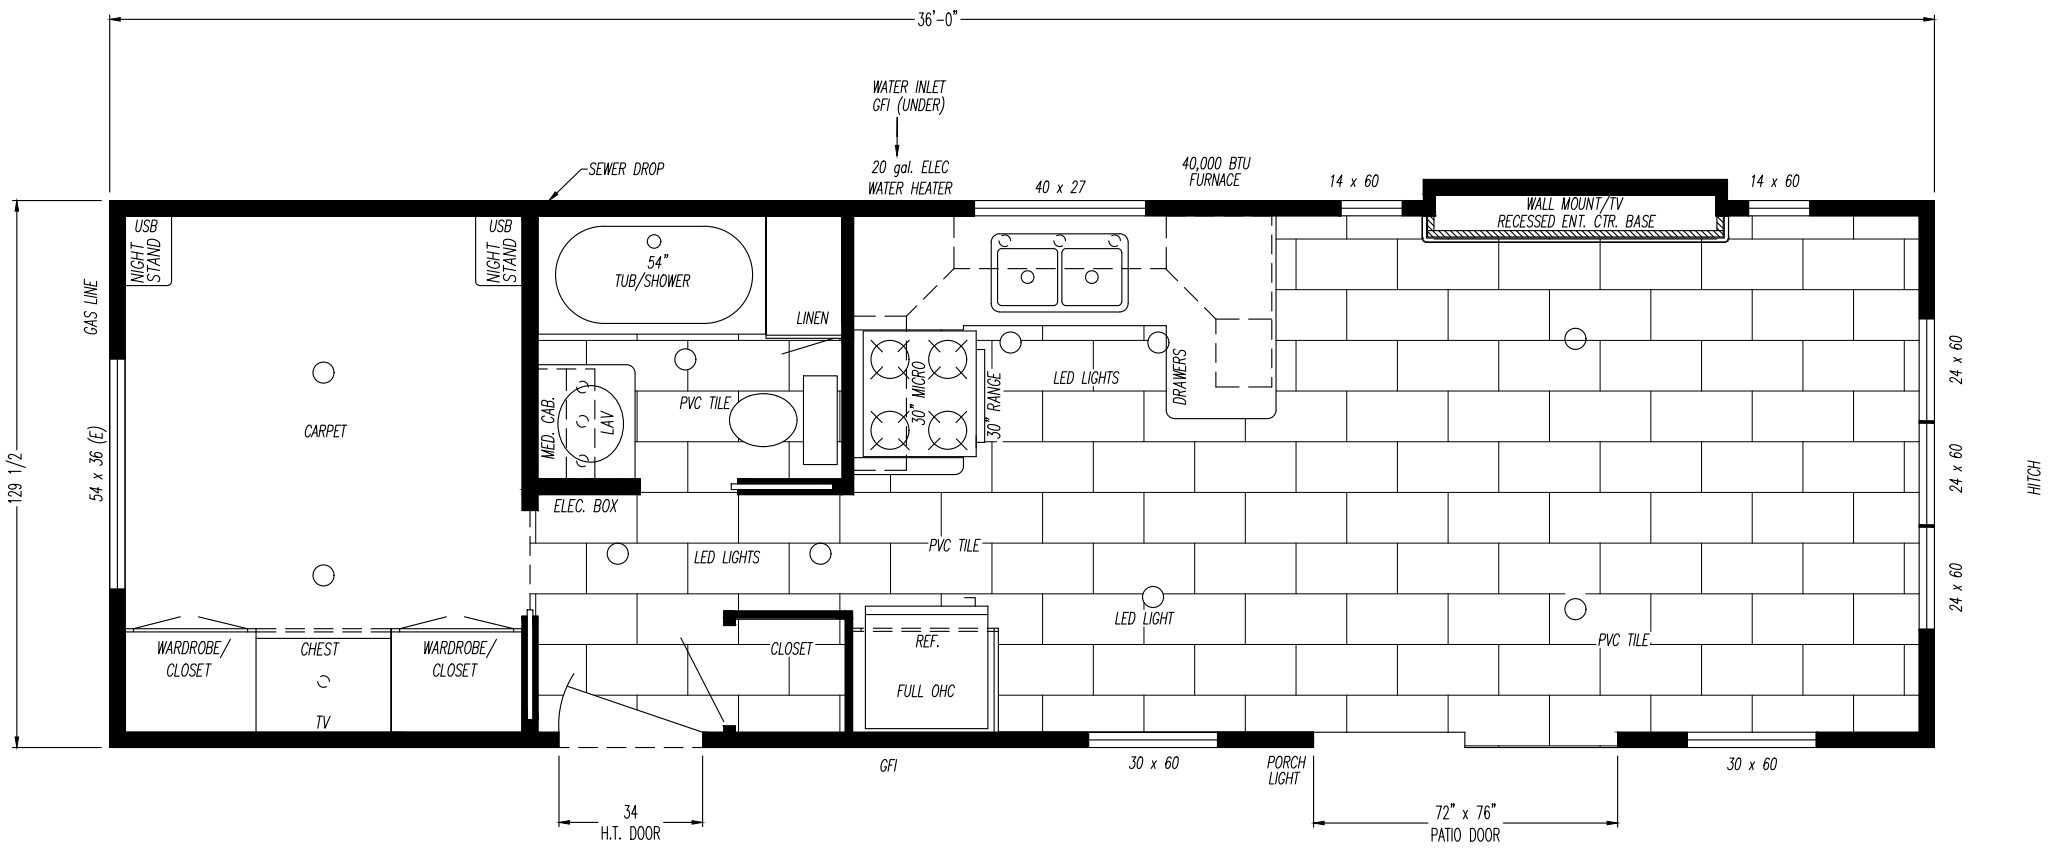 36'-0"
WATER INLET
GFI (UNDER)
SEWER DROP
20 gal. ELEC
WATER HEATER
40 x 27
40,000 BTU
FURNACE
14 x 60
WALL MOUNT/TV
RECESSED ENT. CTR. BASE
14 x 60
USB
NIGHT
STAND
USB
NIGHT
STAND
54"
TUB/SHOWER
LINEN
GAS LINE
54 x 36 (E)
129 1/2
CARPET
MED. CAB.
LAV
PVC TILE
30" MICRO
30" RANGE
LED LIGHTS
DRAWERS
24 x 60
24 x 60
24 x 60
HITCH
ELEC. BOX
LED LIGHTS
PVC TILE
LED LIGHT
PVC TILE
WARDROBE/
CLOSET
CHEST
TV
WARDROBE/
CLOSET
CLOSET
REF.
FULL OHC
GFI
30 x 60
PORCH
LIGHT
30 x 60
34
H.T. DOOR
72" x 76"
PATIO DOOR